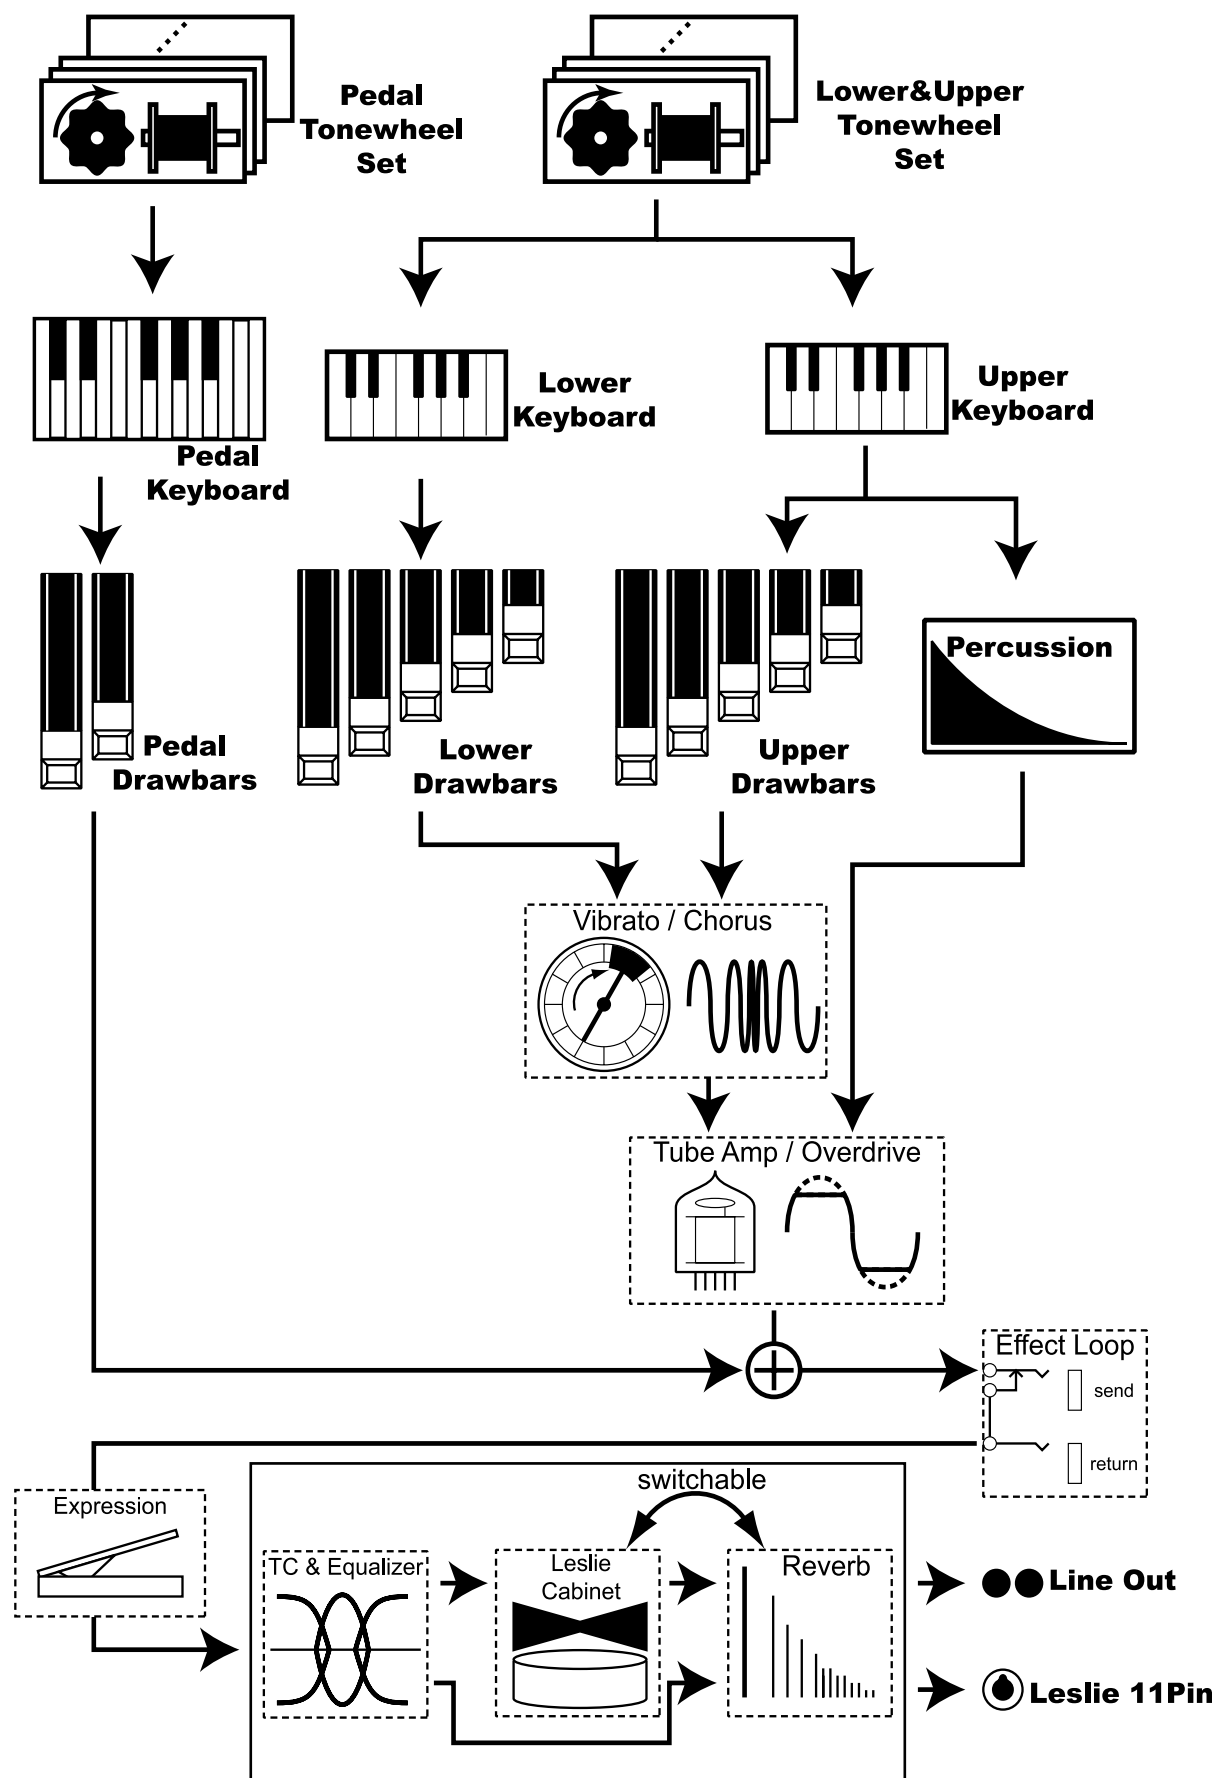 Pedal
Tonewheel
Set
Lower&Upper
Tonewheel
Set
Lower
Keyboard
Upper
Keyboard
Pedal
Keyboard
Percussion
Pedal
Drawbars
Lower
Drawbars
Upper
Drawbars
Vibrato / Chorus
Tube Amp / Overdrive
Effect Loop
send
return
switchable
Expression
TC & Equalizer
Leslie
Cabinet
Reverb
Line Out
Leslie 11Pin